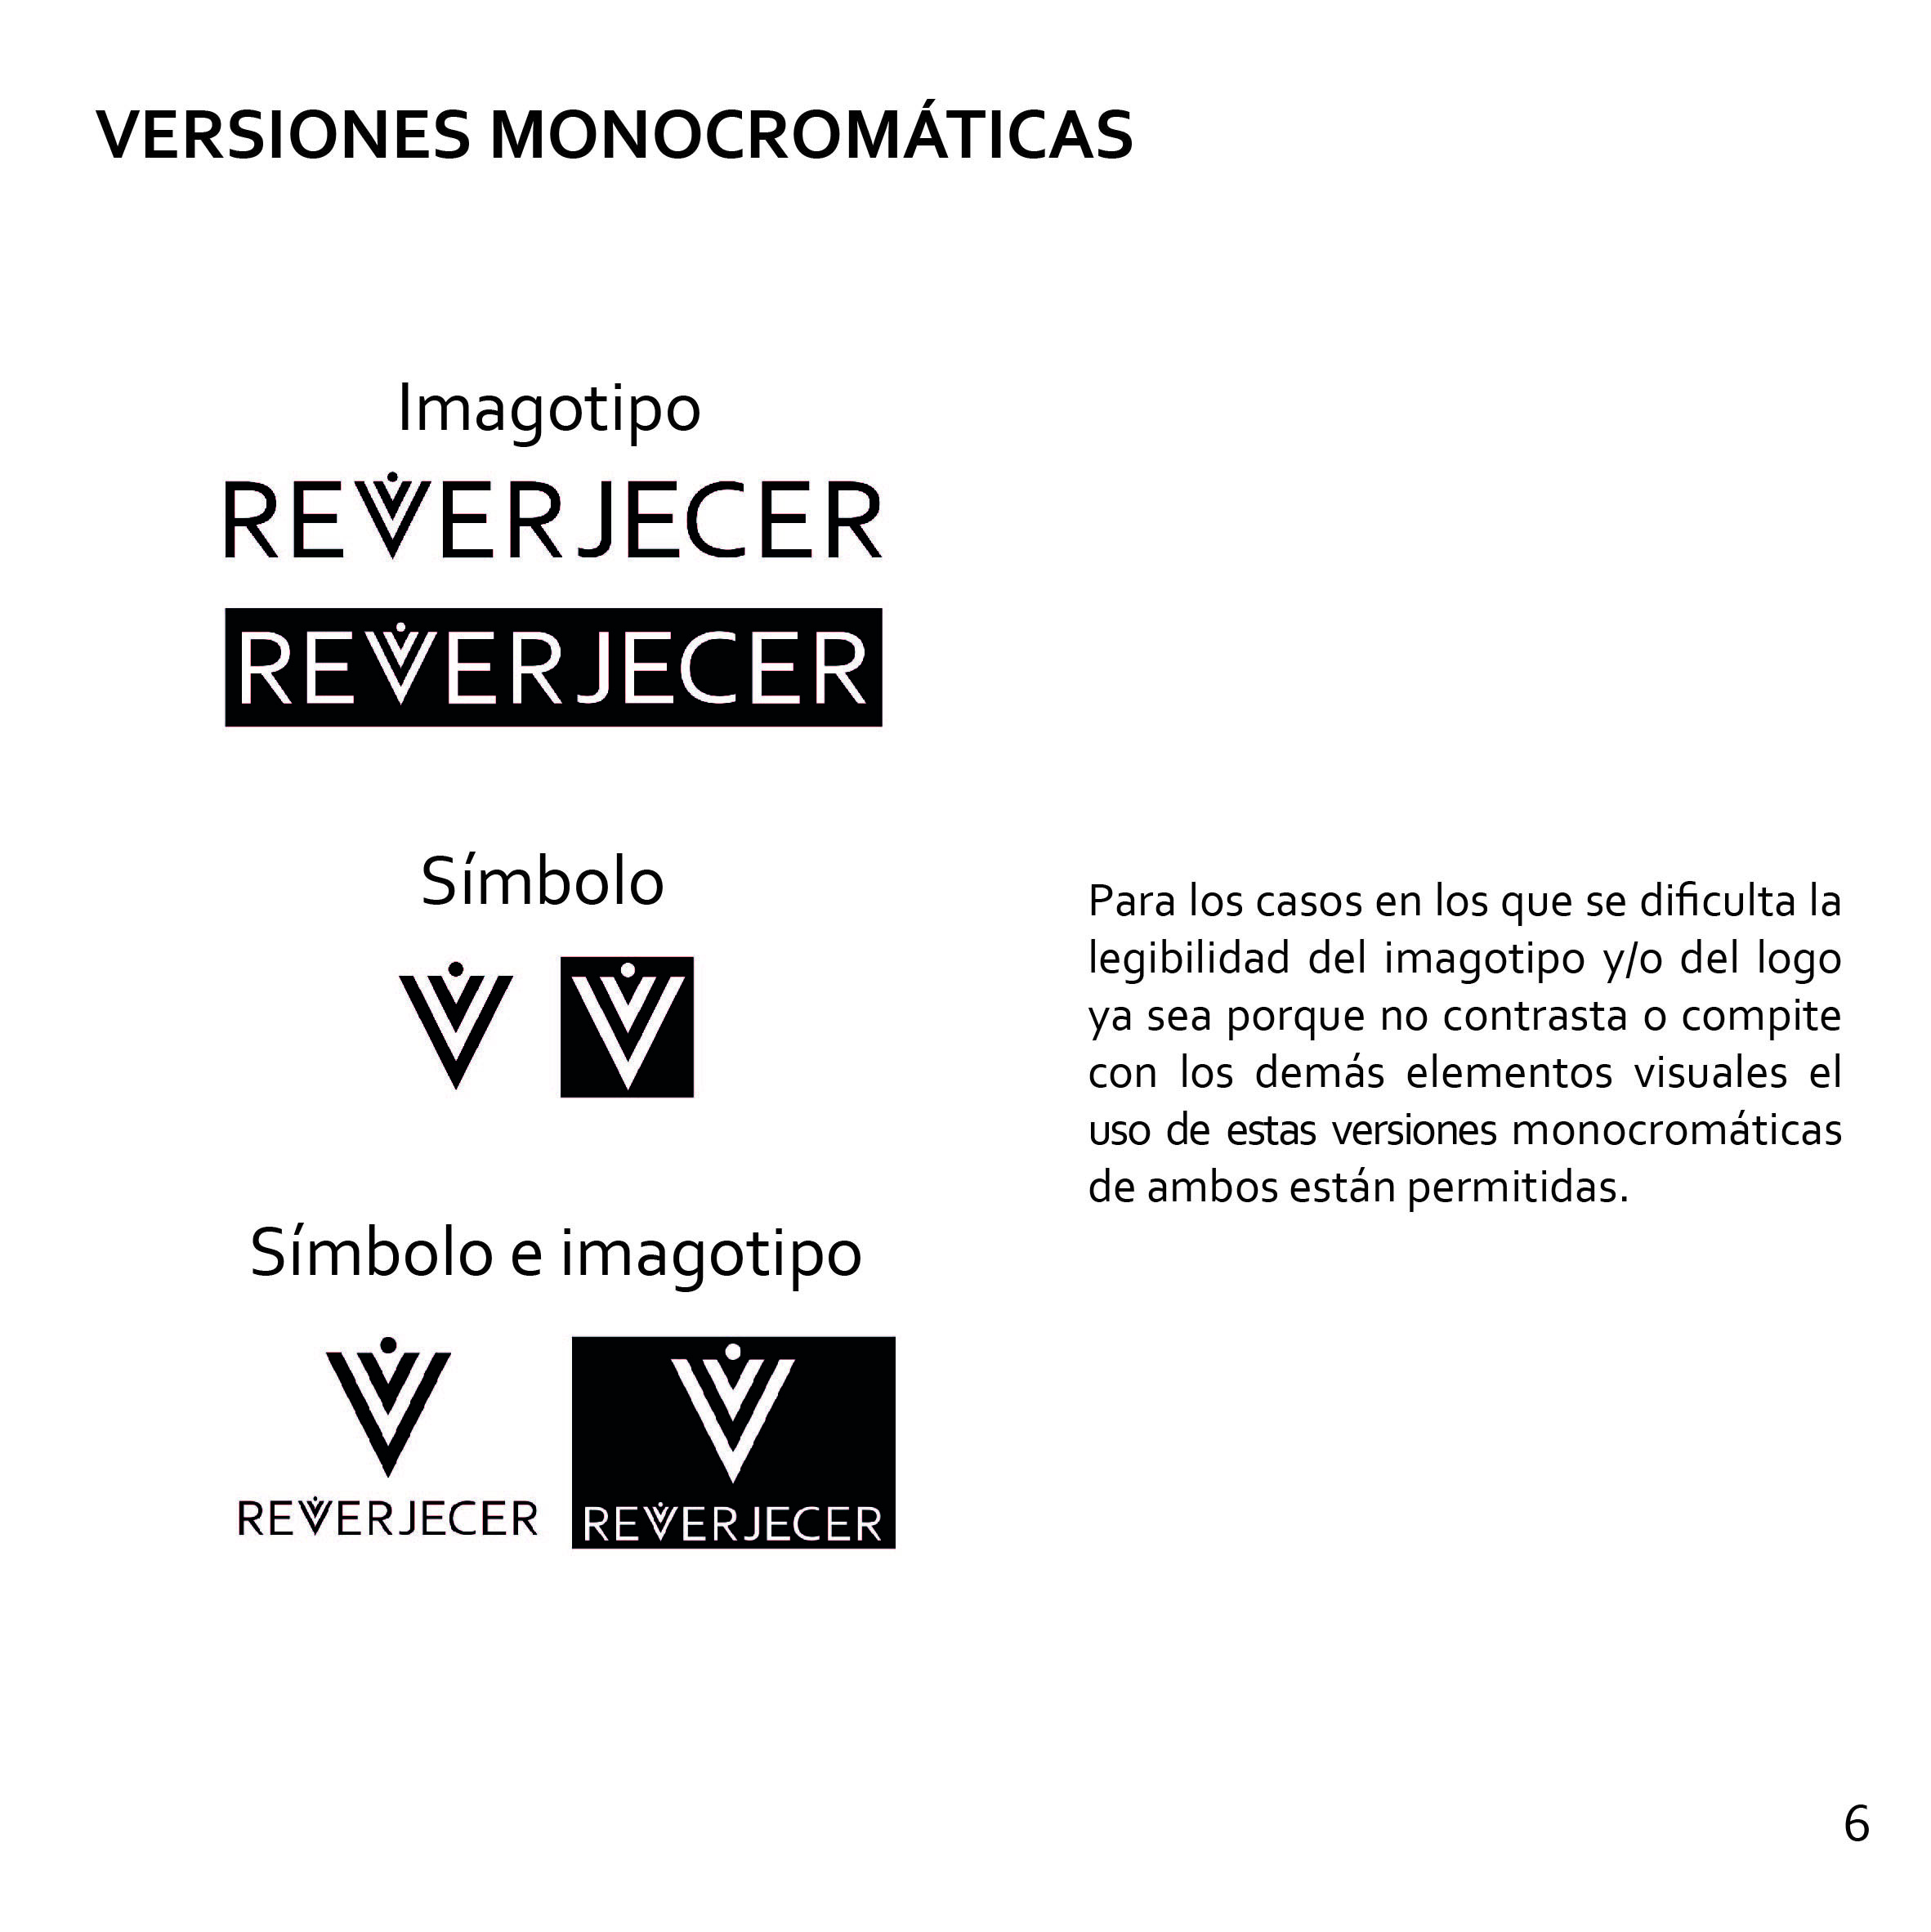 VERSIONES MONOCROMÁTICAS
Imagotipo
REVERJECER
REVERJECER
Símbolo
Símbolo e imagotipo
REVERJECER
REVERJECER
Para los casos en los que se dificulta la
legibilidad del imagotipo y/o del logo
ya sea porque no contrasta o compite
con los demás elementos visuales el
uso de estas versiones monocromáticas
de ambos están permitidas.
6